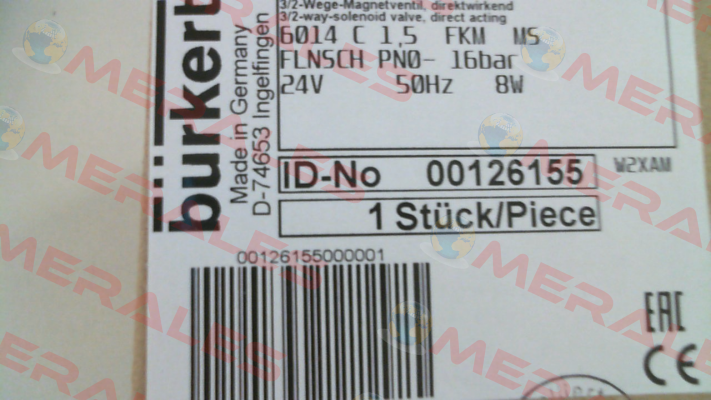 3/2-Wege-Magnetventil, direktwirkend
3/2-way-solenoid valve, direct acting
6014 C 1,5 FKM MS
FLNSCH PN0- 16bar
24V 50Hz 8W
bürkert
Made in Germany
D-74653 Ingelfingen
ID-No 00126155
W2XAM
1 Stück/Piece
00126155000001
EAC
CE
MERALES
MERALES
MERALES
MERALES
MERALES